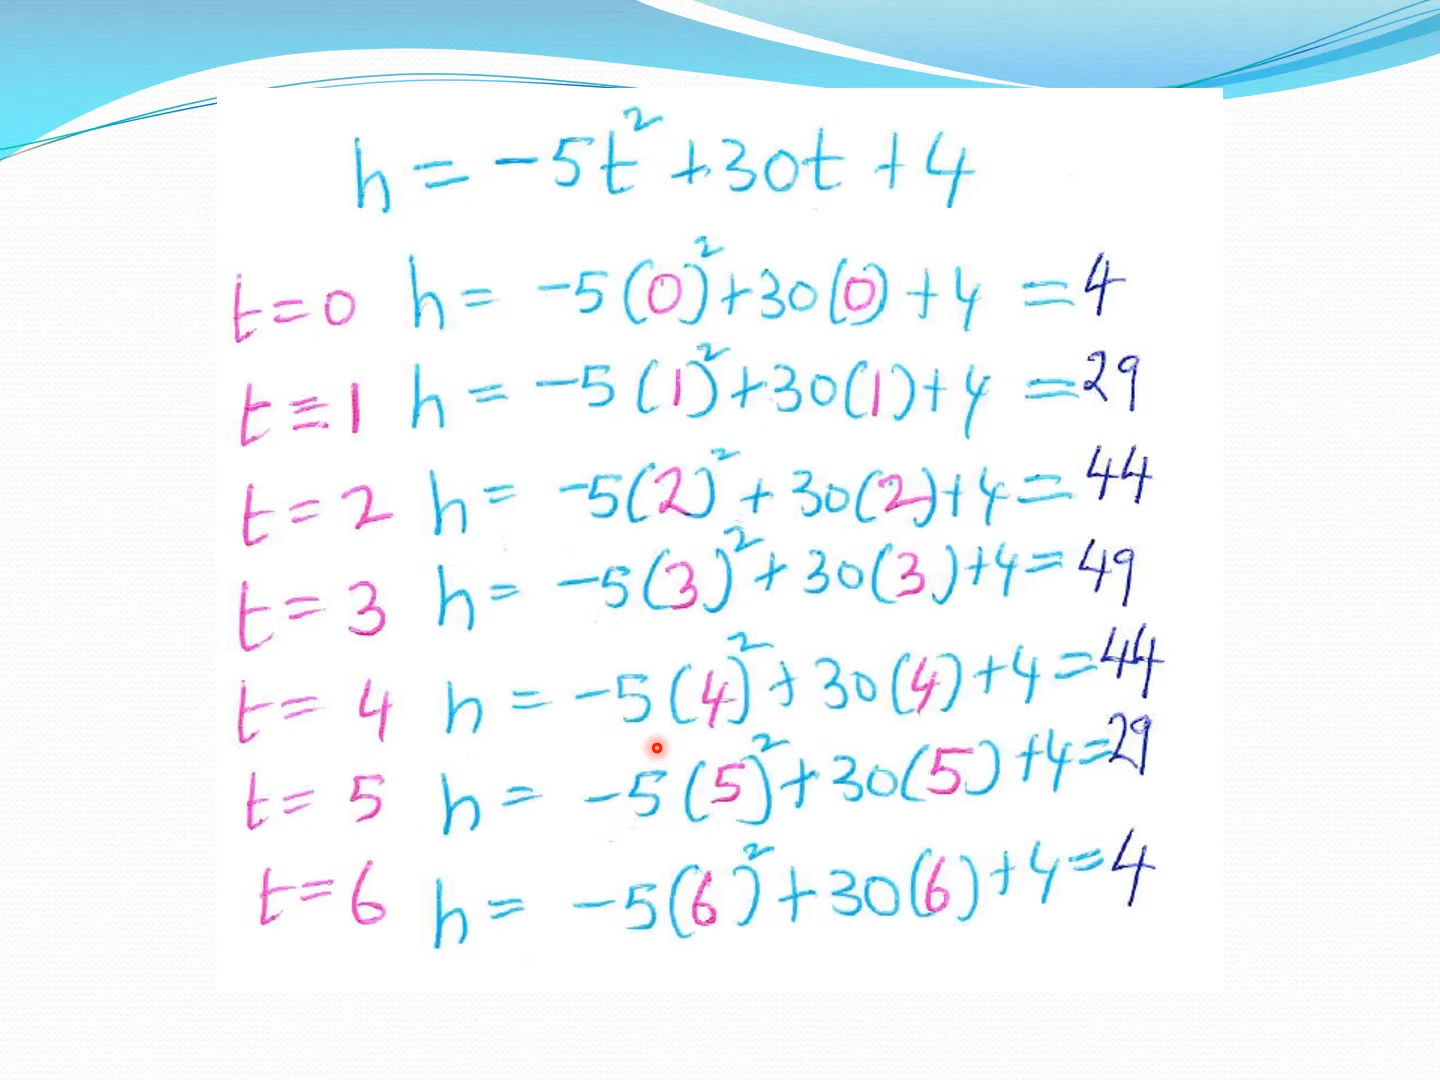 h = -5t² +30t +4
t=0 h = -5(0)²+30(0) +4 =4
t=1 h = -5(1)²+30(1)+4 =29
t=2 h = -5(2)² + 30(2)+4=44
t=3 h = -5(3)²+30(3)+4=49
t=4 h = -5(4)²+30(4)+4=44
t=5 h = -5(5)²+30(5)+4=29
t=6 h = -5(6)²+30(6)+4=4